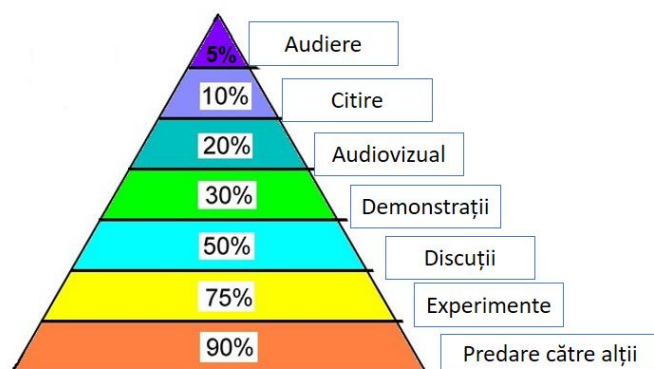 5%
Audiere
10%
Citire
20%
Audiovizual
30%
Demonstrații
50%
Discuții
75%
Experimente
90%
Predare către alții